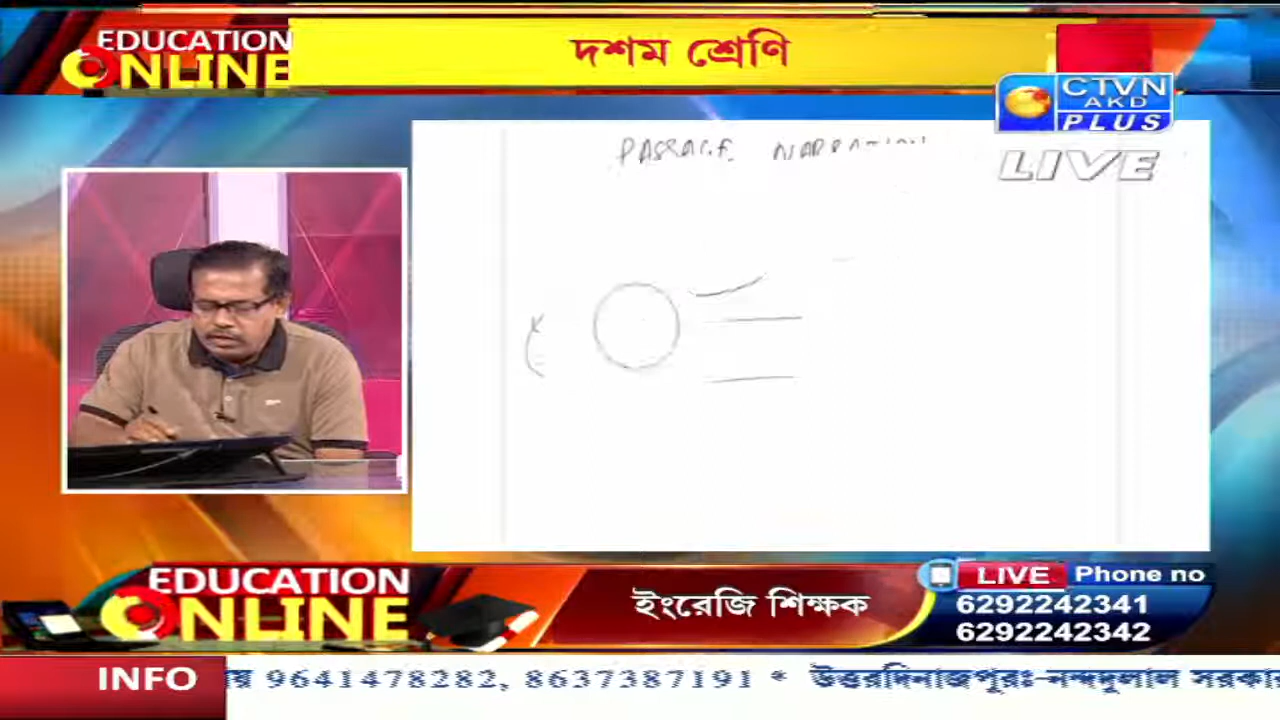 EDUCATION
ONLINE
দশম শ্রেণি
CTVN
AKD
PLUS
LIVE
PASSAGE NARRATION
EDUCATION
ONLINE
ইংরেজি শিক্ষক
LIVE Phone no
6292242341
6292242342
INFO
9641478282, 8637387191 * উত্তরদিনাজপুরঃ-নন্দদুলাল সরকার